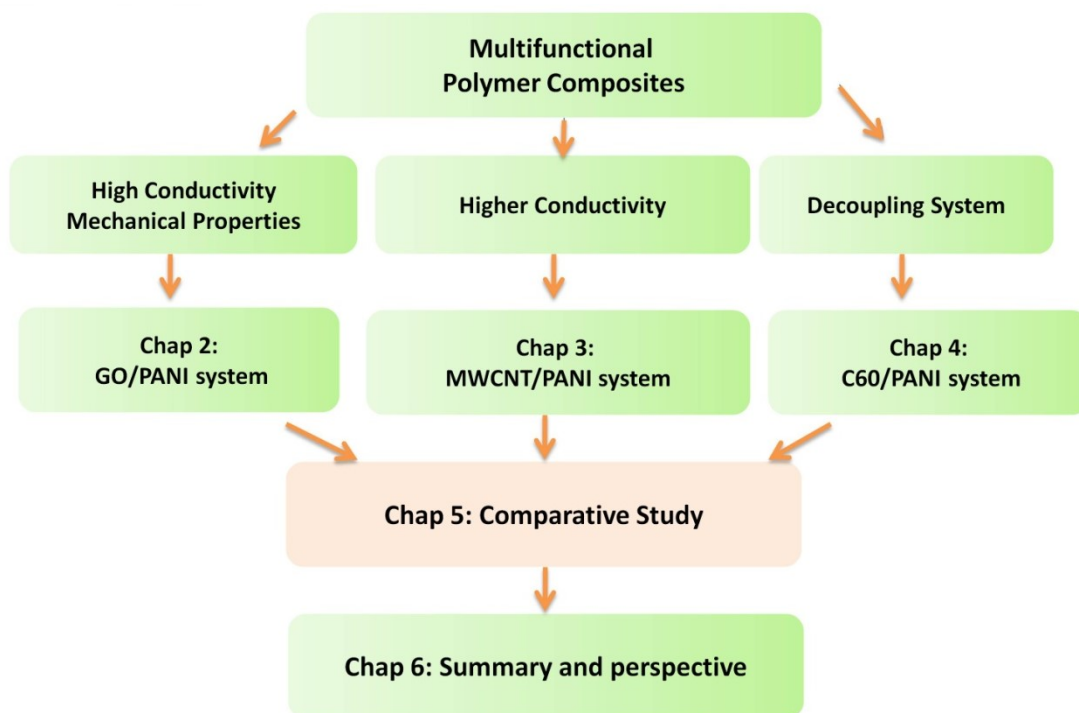 Multifunctional
Polymer Composites
High Conductivity
Mechanical Properties
Higher Conductivity
Decoupling System
Chap 2:
GO/PANI system
Chap 3:
MWCNT/PANI system
Chap 4:
C60/PANI system
Chap 5: Comparative Study
Chap 6: Summary and perspective